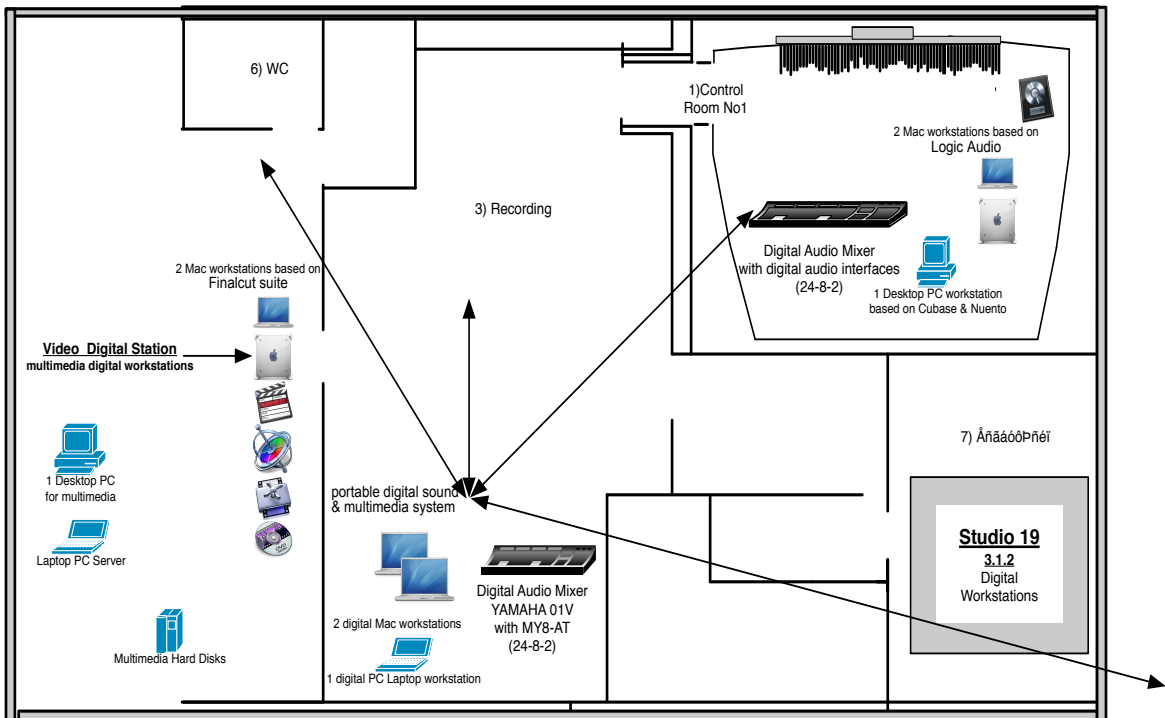 6) WC
1)Control
Room No1
2 Mac workstations based on
Logic Audio
3) Recording
Digital Audio Mixer
with digital audio interfaces
(24-8-2)
1 Desktop PC workstation
based on Cubase & Nuento
2 Mac workstations based on
Finalcut suite
Video Digital Station
multimedia digital workstations
1 Desktop PC
for multimedia
Laptop PC Server
Multimedia Hard Disks
portable digital sound
& multimedia system
2 digital Mac workstations
1 digital PC Laptop workstation
Digital Audio Mixer
YAMAHA 01V
with MY8-AT
(24-8-2)
7) ÅñãáóôÞñéï
Studio 19
3.1.2
Digital
Workstations